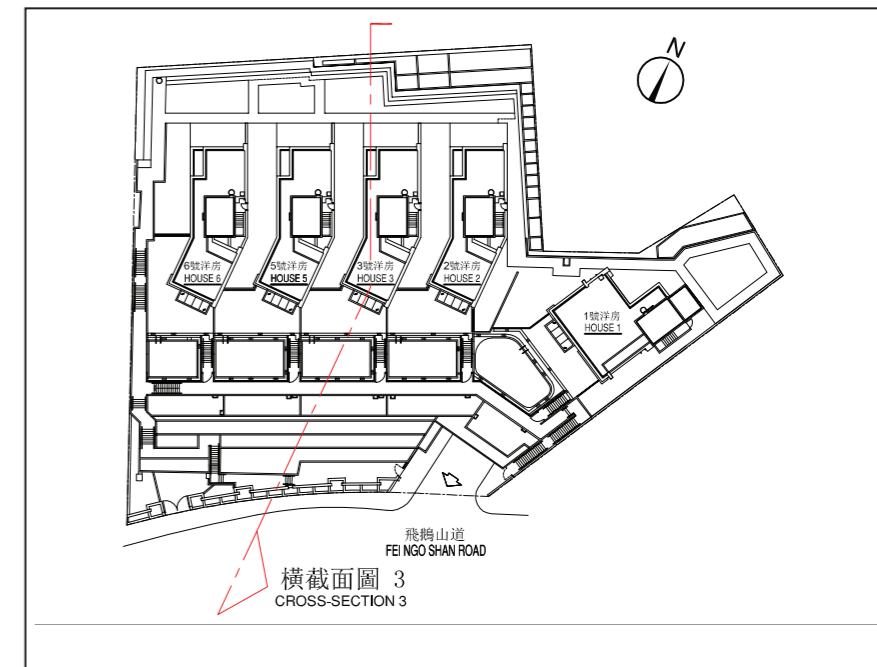 N
6號洋房
HOUSE 6
5號洋房
HOUSE 5
3號洋房
HOUSE 3
2號洋房
HOUSE 2
1號洋房
HOUSE 1
飛鵝山道
FEI NGO SHAN ROAD
橫截面圖 3
CROSS-SECTION 3